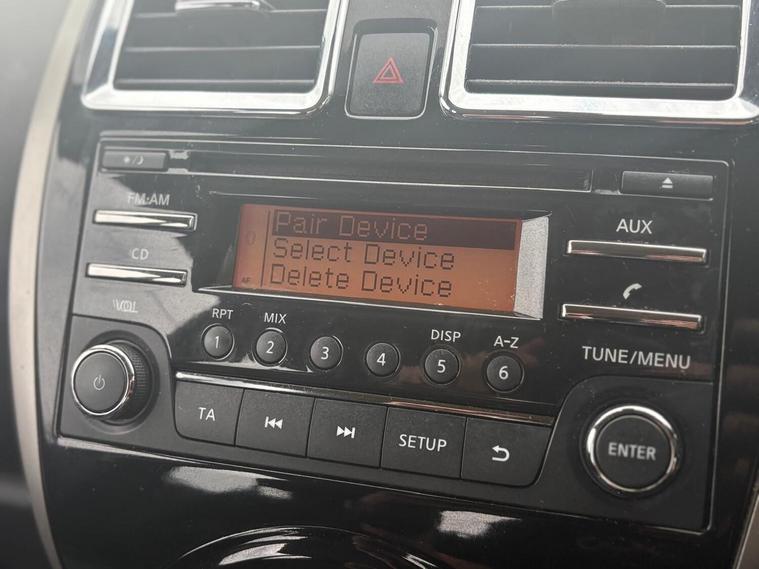 FM·AM
CD
VOL
Pair Device
Select Device
Delete Device
AF
AUX
TUNE/MENU
RPT
MIX
DISP
A-Z
1
2
3
4
5
6
TA
SETUP
ENTER